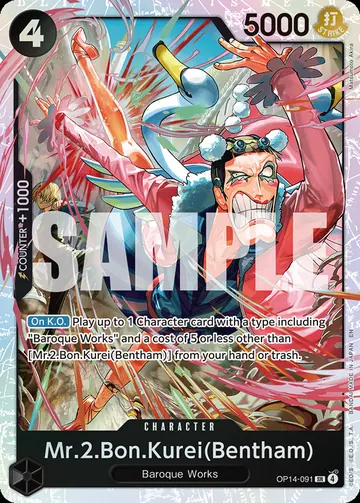 4
5000
打
STRIKE
COUNTER +1000
SAMPLE
On K.O. Play up to 1 Character card with a type including
"Baroque Works" and a cost of 5 or less other than
[Mr.2.Bon.Kurei(Bentham)] from your hand or trash.
CHARACTER
Mr.2.Bon.Kurei(Bentham)
Baroque Works
OP14-091 SR 4